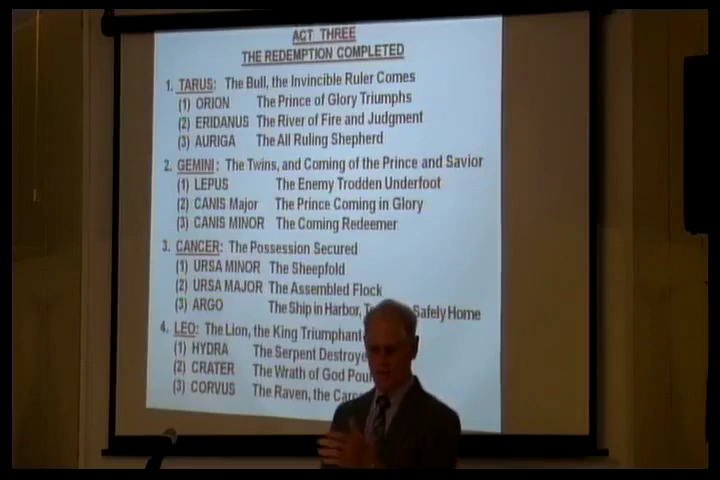 ACT THREE
THE REDEMPTION COMPLETED
1. TARUS: The Bull, the Invincible Ruler Comes
(1) ORION The Prince of Glory Triumphs
(2) ERIDANUS The River of Fire and Judgment
(3) AURIGA The All Ruling Shepherd
2. GEMINI: The Twins, and Coming of the Prince and Savior
(1) LEPUS The Enemy Trodden Underfoot
(2) CANIS Major The Prince Coming in Glory
(3) CANIS MINOR The Coming Redeemer
3. CANCER: The Possession Secured
(1) URSA MINOR The Sheepfold
(2) URSA MAJOR The Assembled Flock
(3) ARGO The Ship in Harbor, Safely Home
4. LEO: The Lion, the King Triumphant
(1) HYDRA The Serpent
(2) CRATER The Wrath of God
(3) CORVUS The Raven, the